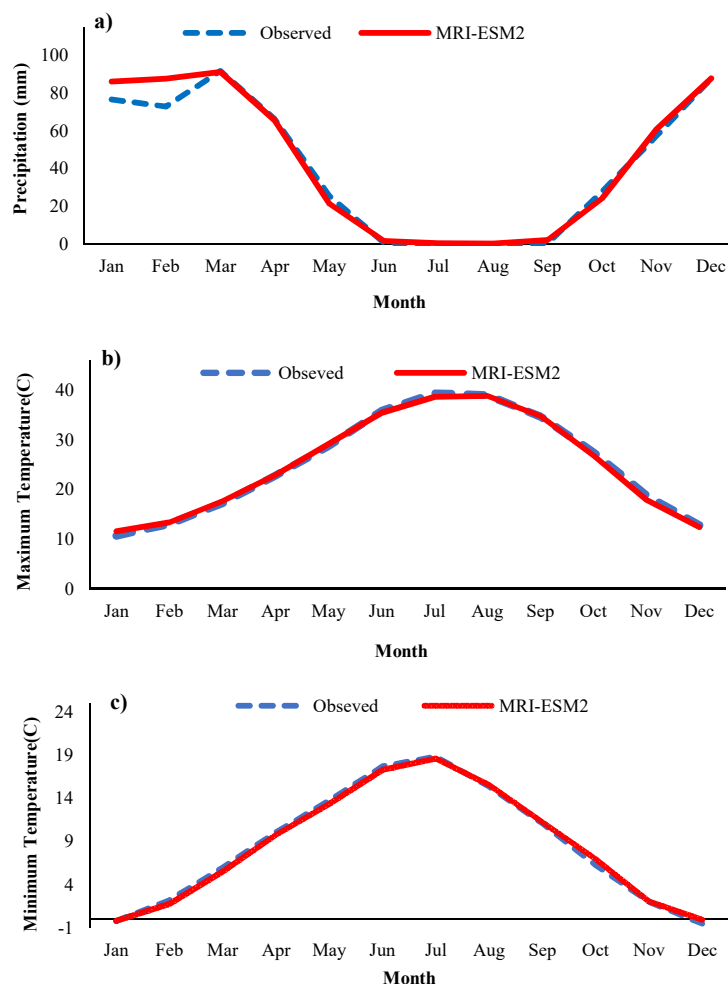 a)
Observed MRI-ESM2
Precipitation (mm)
100
80
60
40
20
0
Jan Feb Mar Apr May Jun Jul Aug Sep Oct Nov Dec
Month
b)
Obseved MRI-ESM2
Maximum Temperature(C)
40
30
20
10
0
Jan Feb Mar Apr May Jun Jul Aug Sep Oct Nov Dec
Month
c)
Obseved MRI-ESM2
Minimum Temperature(C)
24
19
14
9
4
-1
Jan Feb Mar Apr May Jun Jul Aug Sep Oct Nov Dec
Month